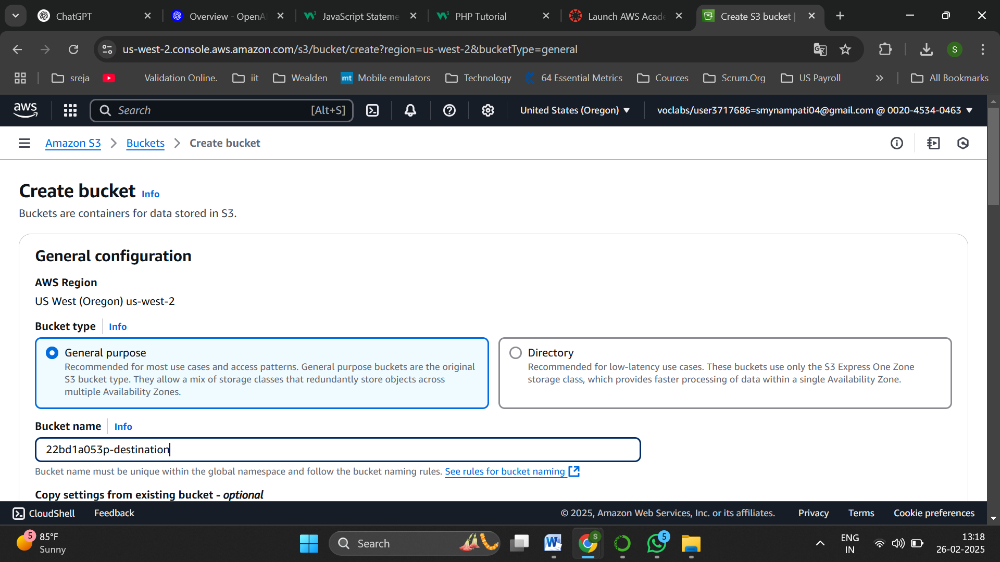 ChatGPT
Overview - OpenA
JavaScript Stateme
PHP Tutorial
Launch AWS Acade
Create S3 bucket |
us-west-2.console.aws.amazon.com/s3/bucket/create?region=us-west-2&bucketType=general
S
sreja
Validation Online.
iit
Wealden
mt Mobile emulators
Technology
64 Essential Metrics
Cources
Scrum.Org
US Payroll
All Bookmarks
aws
Search
[Alt+S]
United States (Oregon)
voclabs/user3717686=smynampati04@gmail.com @ 0020-4534-0463
Amazon S3 > Buckets > Create bucket
Create bucket Info
Buckets are containers for data stored in S3.
General configuration
AWS Region
US West (Oregon) us-west-2
Bucket type Info
General purpose
Recommended for most use cases and access patterns. General purpose buckets are the original
S3 bucket type. They allow a mix of storage classes that redundantly store objects across
multiple Availability Zones.
Directory
Recommended for low-latency use cases. These buckets use only the S3 Express One Zone
storage class, which provides faster processing of data within a single Availability Zone.
Bucket name Info
22bd1a053p-destination
Bucket name must be unique within the global namespace and follow the bucket naming rules. See rules for bucket naming
Copy settings from existing bucket - optional
CloudShell
Feedback
© 2025, Amazon Web Services, Inc. or its affiliates.
Privacy
Terms
Cookie preferences
5
85°F
Sunny
Search
W
S
5
ENG
IN
13:18
26-02-2025